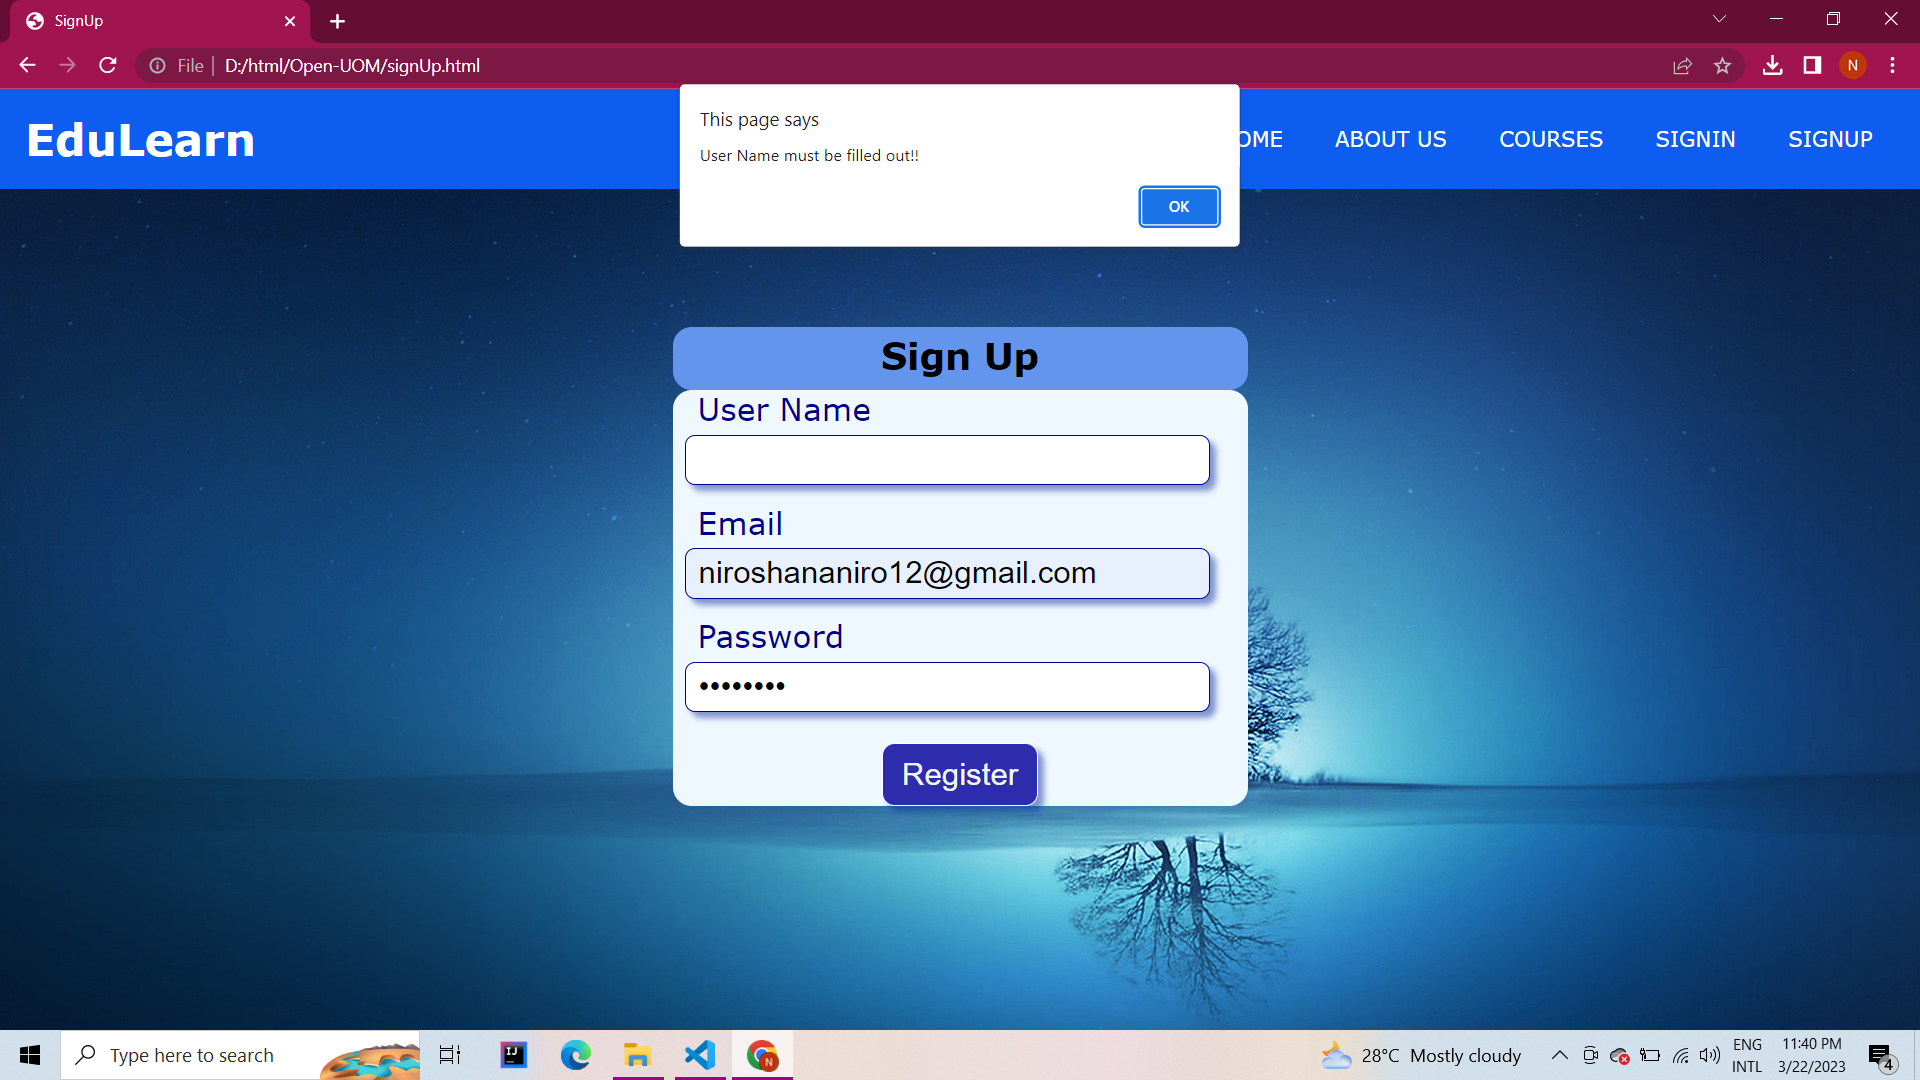 SignUp
File
D:/html/Open-UOM/signUp.html
N
EduLearn
OME
ABOUT US
COURSES
SIGNIN
SIGNUP
This page says
User Name must be filled out!!
OK
Sign Up
User Name
Email
niroshananiro12@gmail.com
Password
Register
Type here to search
IJ
N
28°C Mostly cloudy
ENG
INTL
11:40 PM
3/22/2023
4